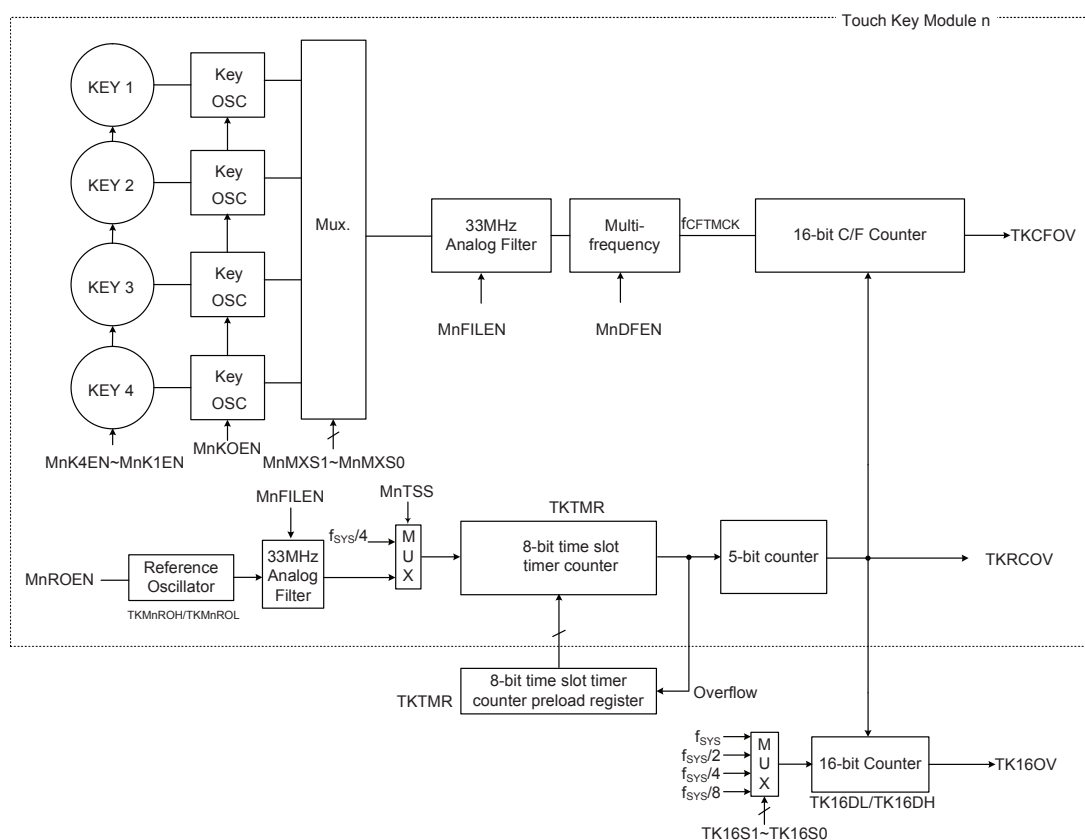 Touch Key Module n
KEY 1
Key
OSC
KEY 2
Key
OSC
KEY 3
Key
OSC
KEY 4
Key
OSC
Mux.
33MHz
Analog Filter
Multi-
frequency
fCFTMCK
16-bit C/F Counter
TKCFOV
MnFILEN
MnDFEN
MnK4EN~MnK1EN
MnKOEN
MnMXS1~MnMXS0
MnROEN
Reference
Oscillator
TKMnROH/TKMnROL
MnFILEN
33MHz
Analog
Filter
fSYS/4
MnTSS
M
U
X
TKTMR
8-bit time slot
timer counter
5-bit counter
TKRCOV
TKTMR
8-bit time slot timer
counter preload register
Overflow
fSYS
fSYS/2
fSYS/4
fSYS/8
M
U
X
TK16S1~TK16S0
16-bit Counter
TK16DL/TK16DH
TK16OV